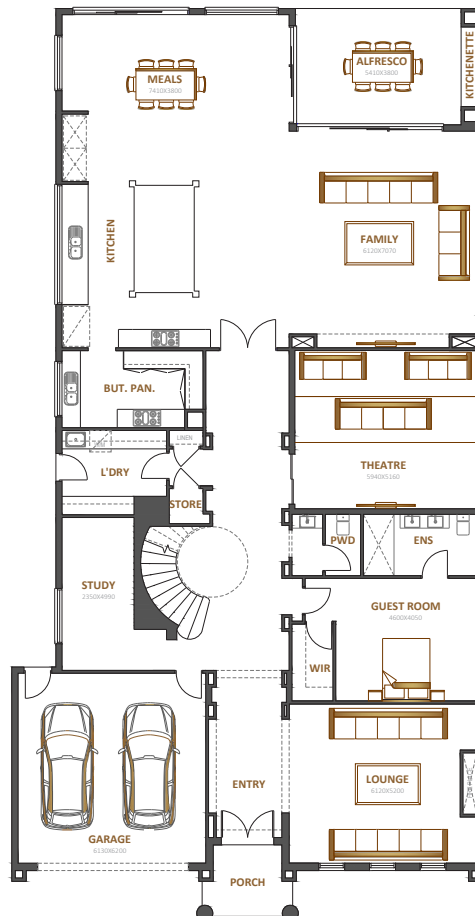 MEALS
7410X3800
ALFRESCO
5410X3800
KITCHENETTE
KITCHEN
FAMILY
6120X7070
BUT. PAN.
LINEN
L'DRY
STORE
THEATRE
5940X5160
PWD
ENS
STUDY
2350X4990
GUEST ROOM
4600X4050
WIR
ENTRY
LOUNGE
6120X5200
GARAGE
6130X6200
PORCH